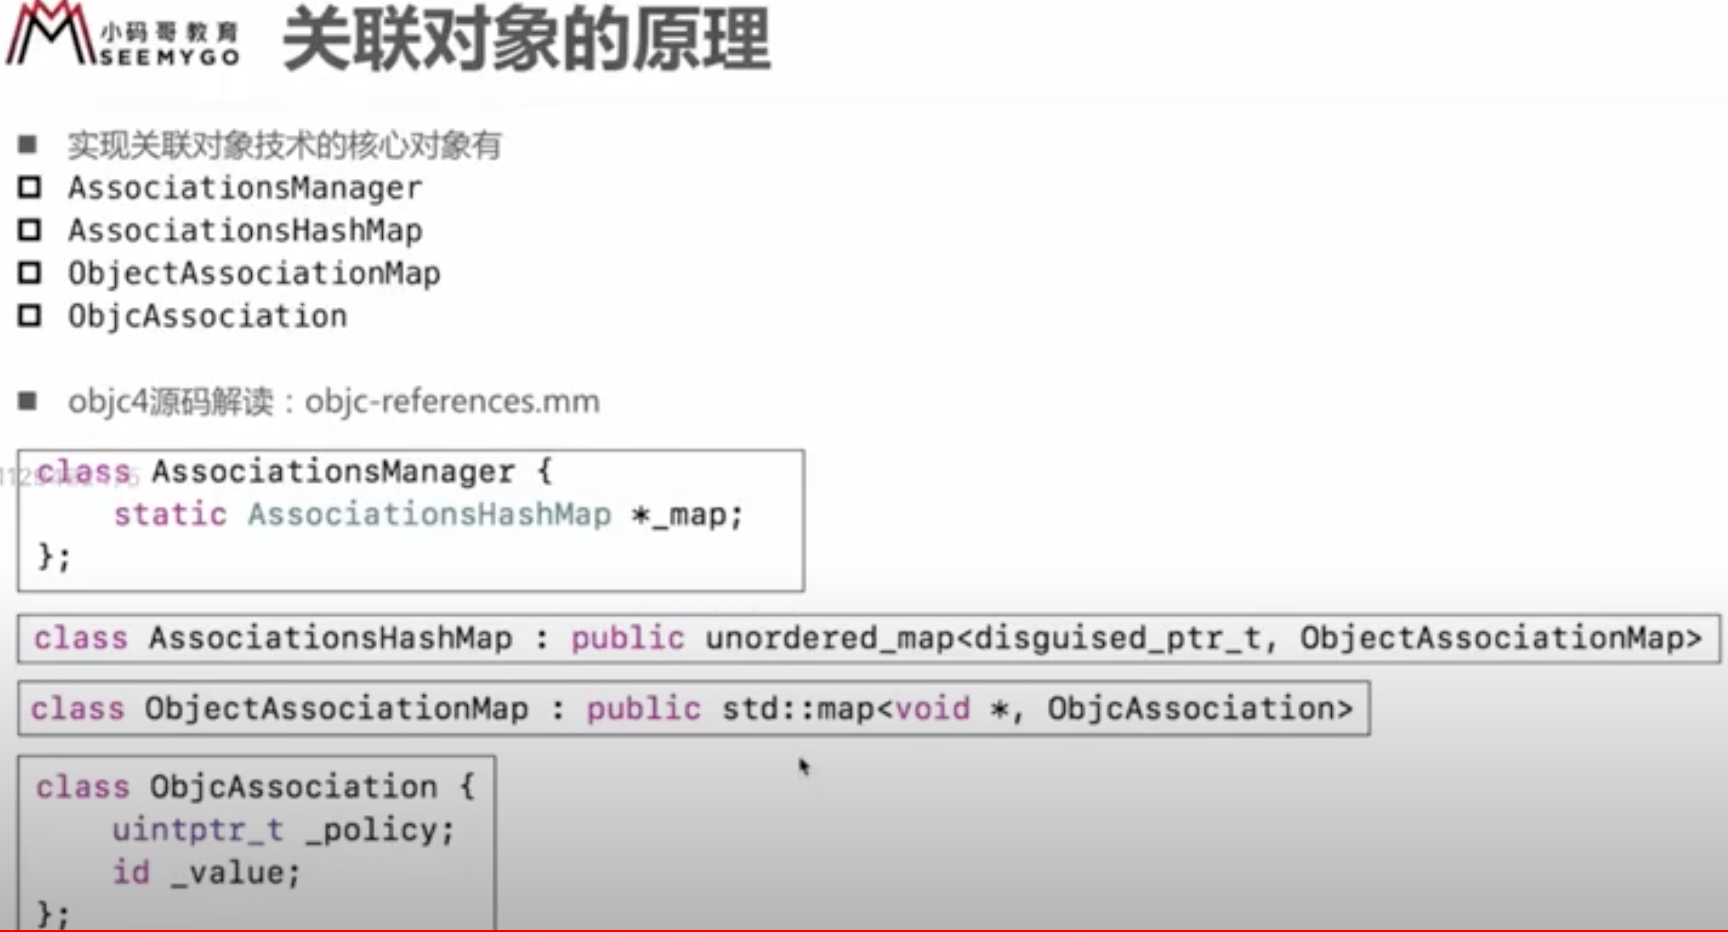 小码哥教育
SEEMYGO
关联对象的原理
实现关联对象技术的核心对象有
AssociationsManager
AssociationsHashMap
ObjectAssociationMap
ObjcAssociation
objc4源码解读：objc-references.mm
class AssociationsManager {
static AssociationsHashMap *_map;
};
class AssociationsHashMap : public unordered_map<disguised_ptr_t, ObjectAssociationMap>
class ObjectAssociationMap : public std::map<void *, ObjcAssociation>
class ObjcAssociation {
uintptr_t _policy;
id _value;
};